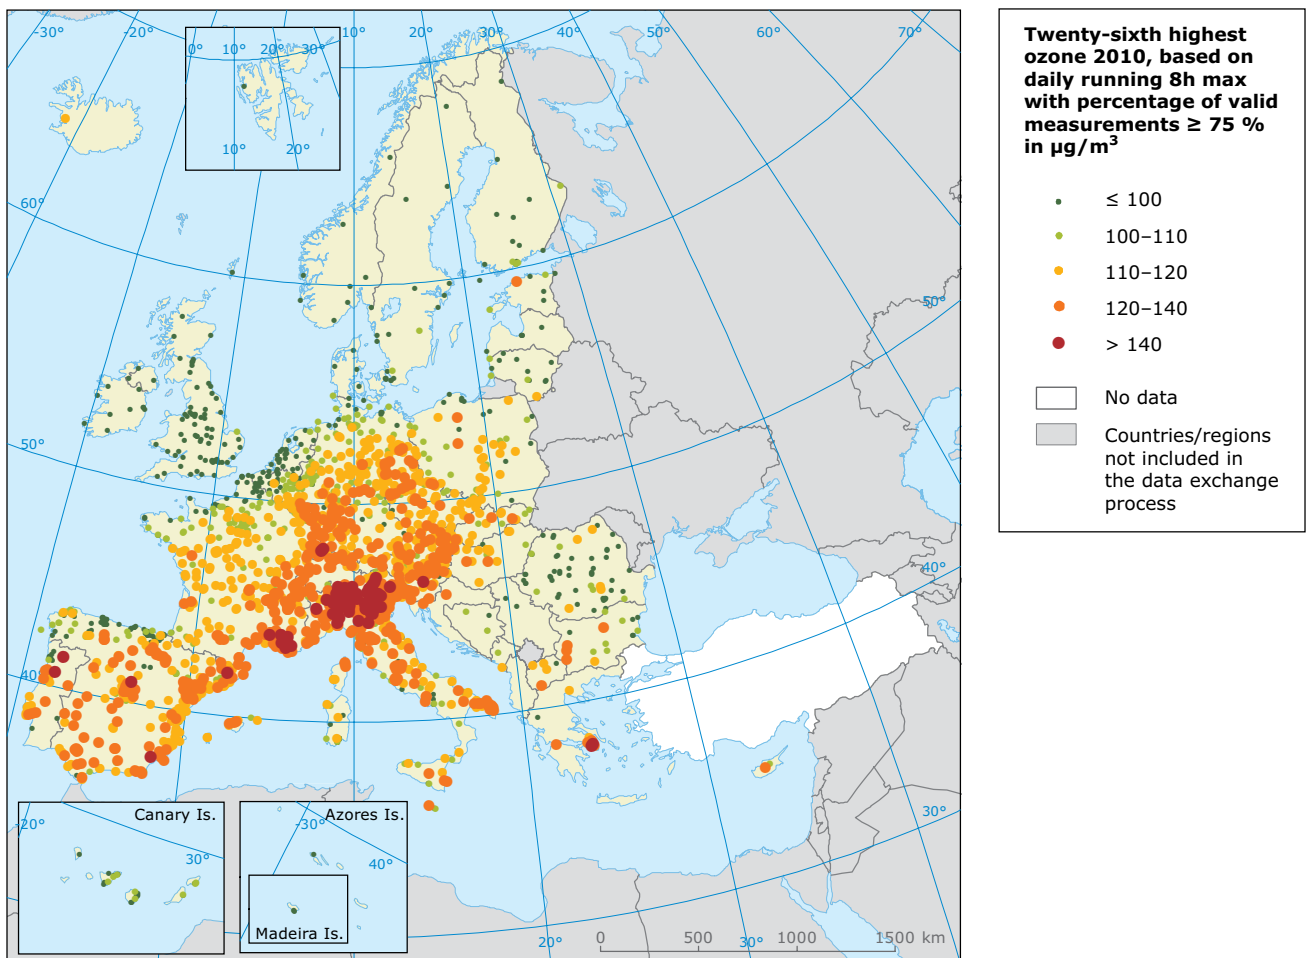 -30°
-20°
-10°
0°
10°
20°
30°
40°
50°
60°
70°
0°
10°
20°
30°
10°
20°
60°
50°
50°
40°
40°
30°
20°
30°
Canary Is.
-20°
30°
Azores Is.
-30°
40°
Madeira Is.
0
500
1000
1500 km
Twenty-sixth highest
ozone 2010, based on
daily running 8h max
with percentage of valid
measurements ≥ 75 %
in µg/m³
≤ 100
100–110
110–120
120–140
> 140
No data
Countries/regions
not included in
the data exchange
process